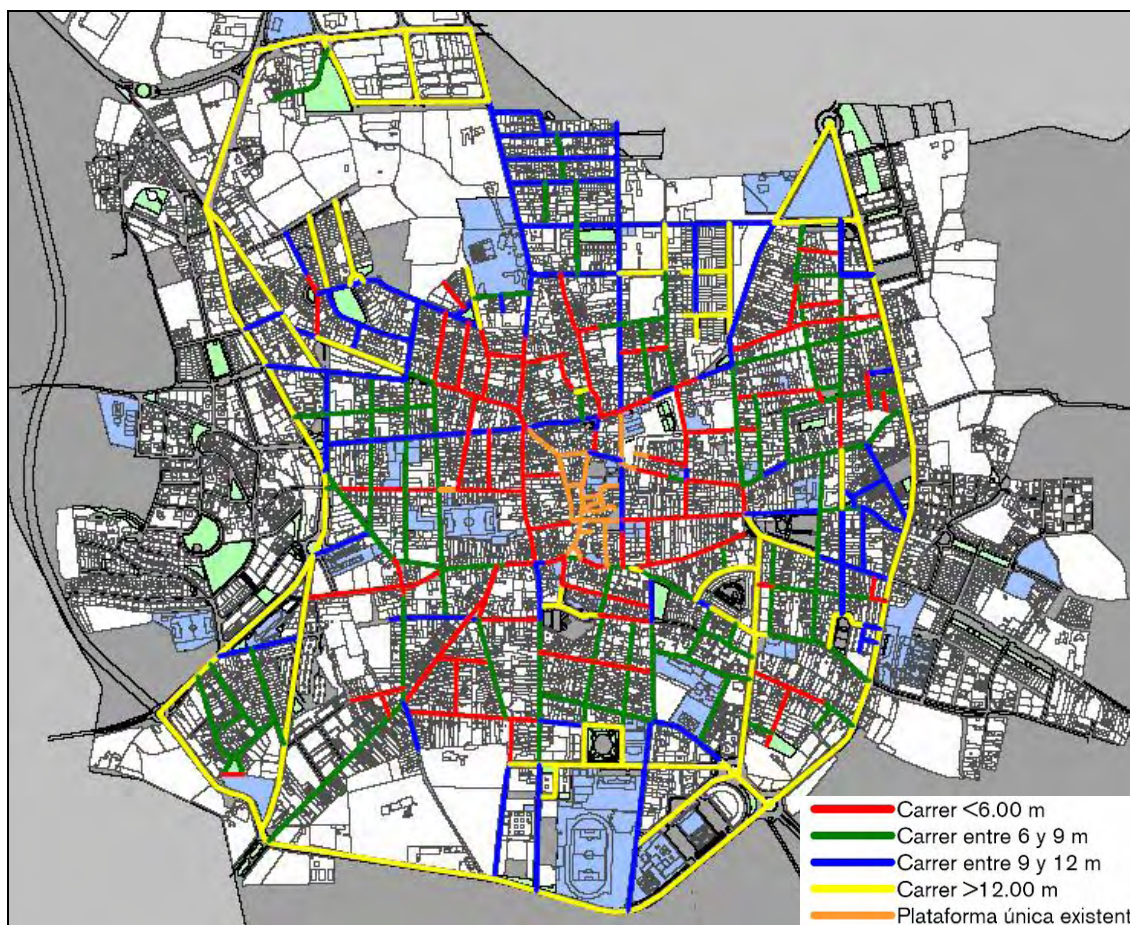 Carrer <6.00 m
Carrer entre 6 y 9 m
Carrer entre 9 y 12 m
Carrer >12.00 m
Plataforma única existent